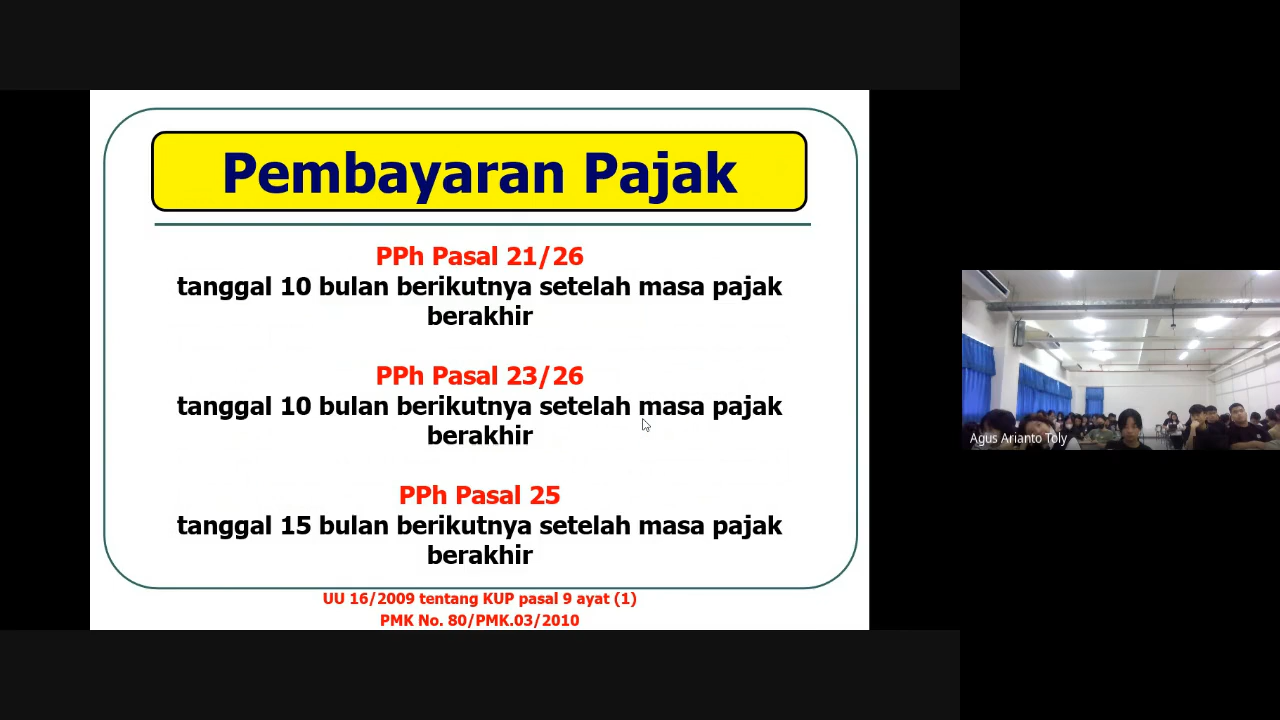 Pembayaran Pajak
PPh Pasal 21/26
tanggal 10 bulan berikutnya setelah masa pajak
berakhir
PPh Pasal 23/26
tanggal 10 bulan berikutnya setelah masa pajak
berakhir
PPh Pasal 25
tanggal 15 bulan berikutnya setelah masa pajak
berakhir
UU 16/2009 tentang KUP pasal 9 ayat (1)
PMK No. 80/PMK.03/2010
Agus Arianto Toly